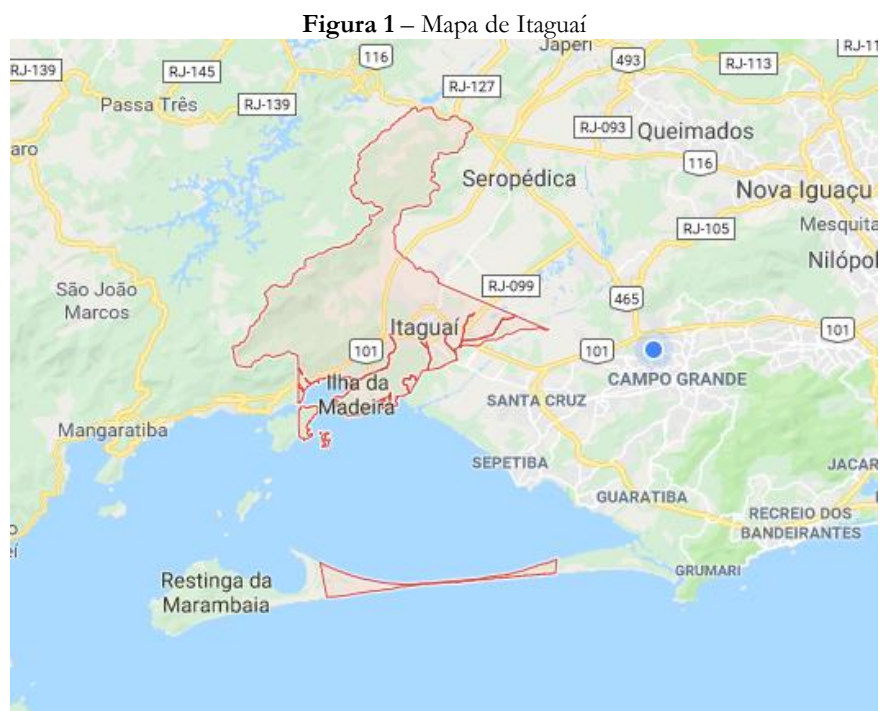 Figura 1 – Mapa de Itaguaí
Japeri
RJ-139
RJ-145
116
493
RJ-113
RJ-127
Passa Três
RJ-139
RJ-093
Queimados
116
Seropédica
Nova Iguaçu
RJ-105
Mesquita
Nilópol
São João
Marcos
RJ-099
465
Itaguaí
101
101
101
CAMPO GRANDE
Ilha da
Madeira
SANTA CRUZ
Mangaratiba
SEPETIBA
JACAR
GUARATIBA
RECREIO DOS
BANDEIRANTES
GRUMARI
Restinga da
Marambaia